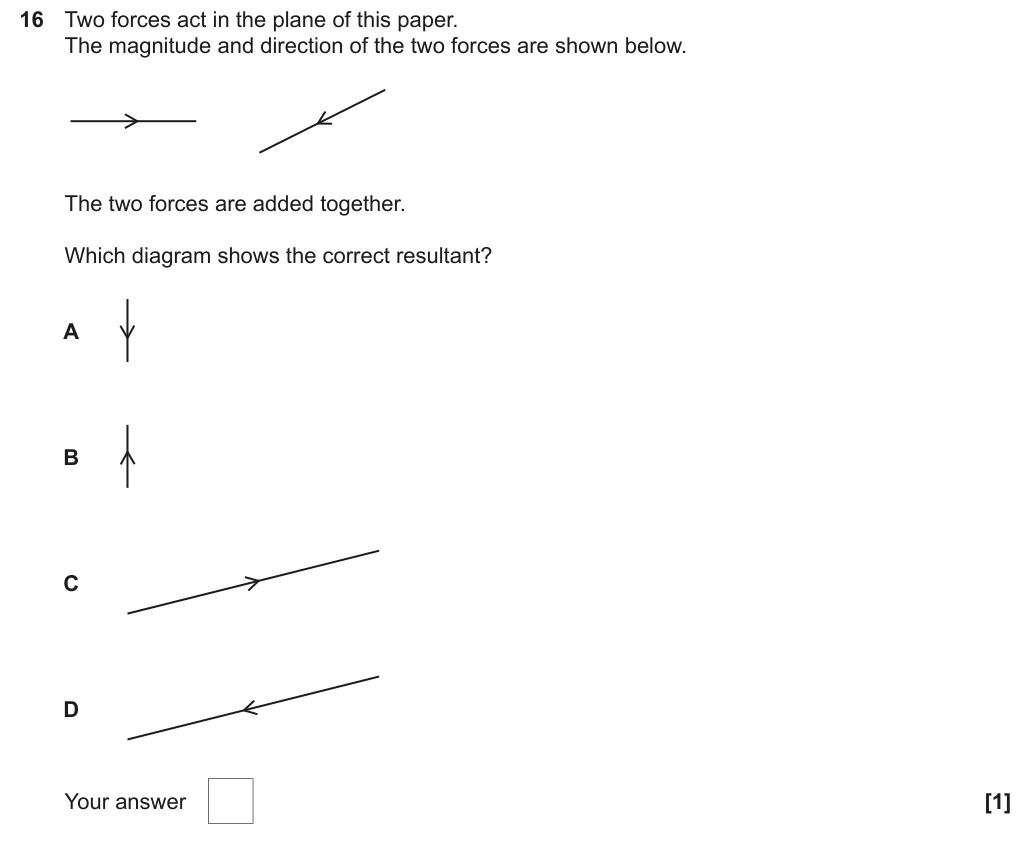 16 Two forces act in the plane of this paper.
The magnitude and direction of the two forces are shown below.
The two forces are added together.
Which diagram shows the correct resultant?
A
B
C
D
Your answer [1]